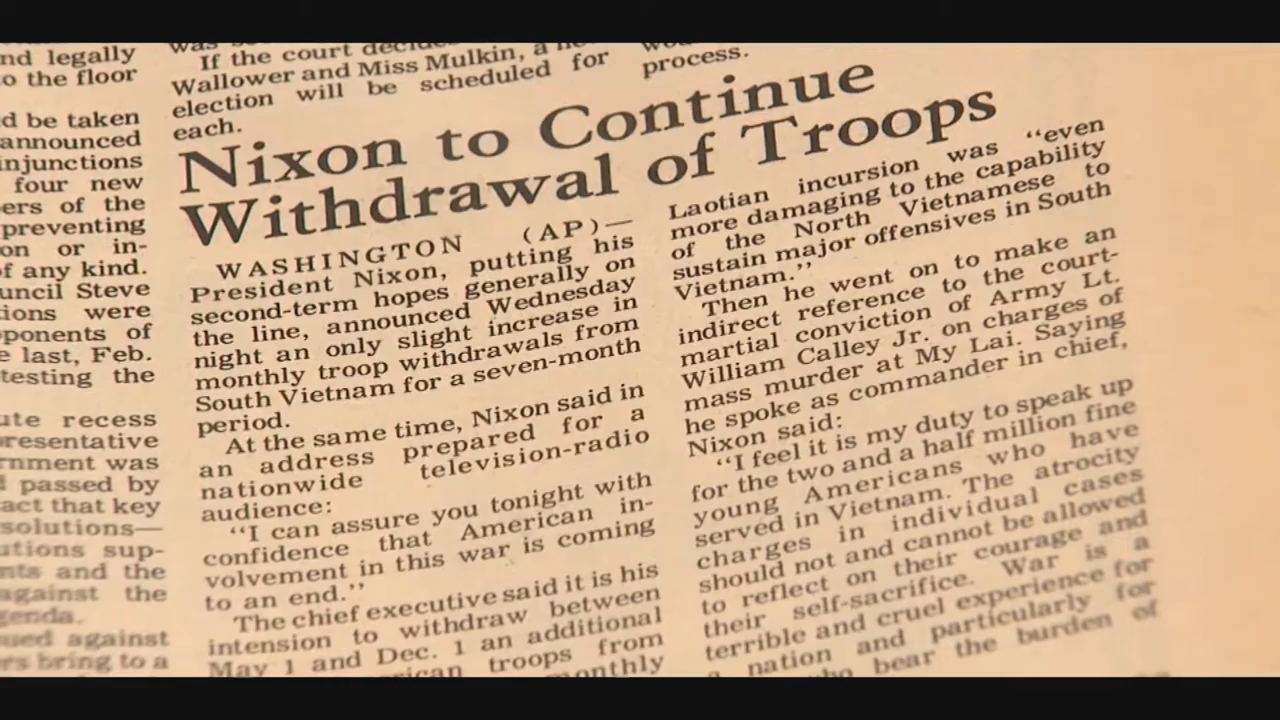 nd legally
o the floor
d be taken
announced
injunctions
four new
ers of the
preventing
on or in-
f any kind.
uncil Steve
ions were
ponents of
e last, Feb.
testing the
ute recess
resentative
rnment was
d passed by
act that key
solutions—
utions sup-
nts and the
against the
genda.
ued against
rs bring to a
If the court decides
Wallower and Miss Mulkin, a
election will be scheduled for
each.
process.
Nixon to Continue
Withdrawal of Troops
WASHINGTON (AP)—
President Nixon, putting his
second-term hopes generally on
the line, announced Wednesday
night an only slight increase in
monthly troop withdrawals from
South Vietnam for a seven-month
period.
At the same time, Nixon said in
an address prepared for a
nationwide television-radio
audience:
"I can assure you tonight with
confidence that American in-
volvement in this war is coming
to an end."
The chief executive said it is his
intension to withdraw between
May 1 and Dec. 1 an additional
rican troops from
monthly
Laotian incursion was "even
more damaging to the capability
of the North Vietnamese to
sustain major offensives in South
Vietnam."
Then he went on to make an
indirect reference to the court-
martial conviction of Army Lt.
William Calley Jr. on charges of
mass murder at My Lai. Saying
he spoke as commander in chief,
Nixon said:
"I feel it is my duty to speak up
for the two and a half million fine
young Americans who have
served in Vietnam. The atrocity
charges in individual cases
should not and cannot be allowed
to reflect on their courage and
their self-sacrifice. War is a
terrible and cruel experience for
a nation and particularly for
who bear the burden of